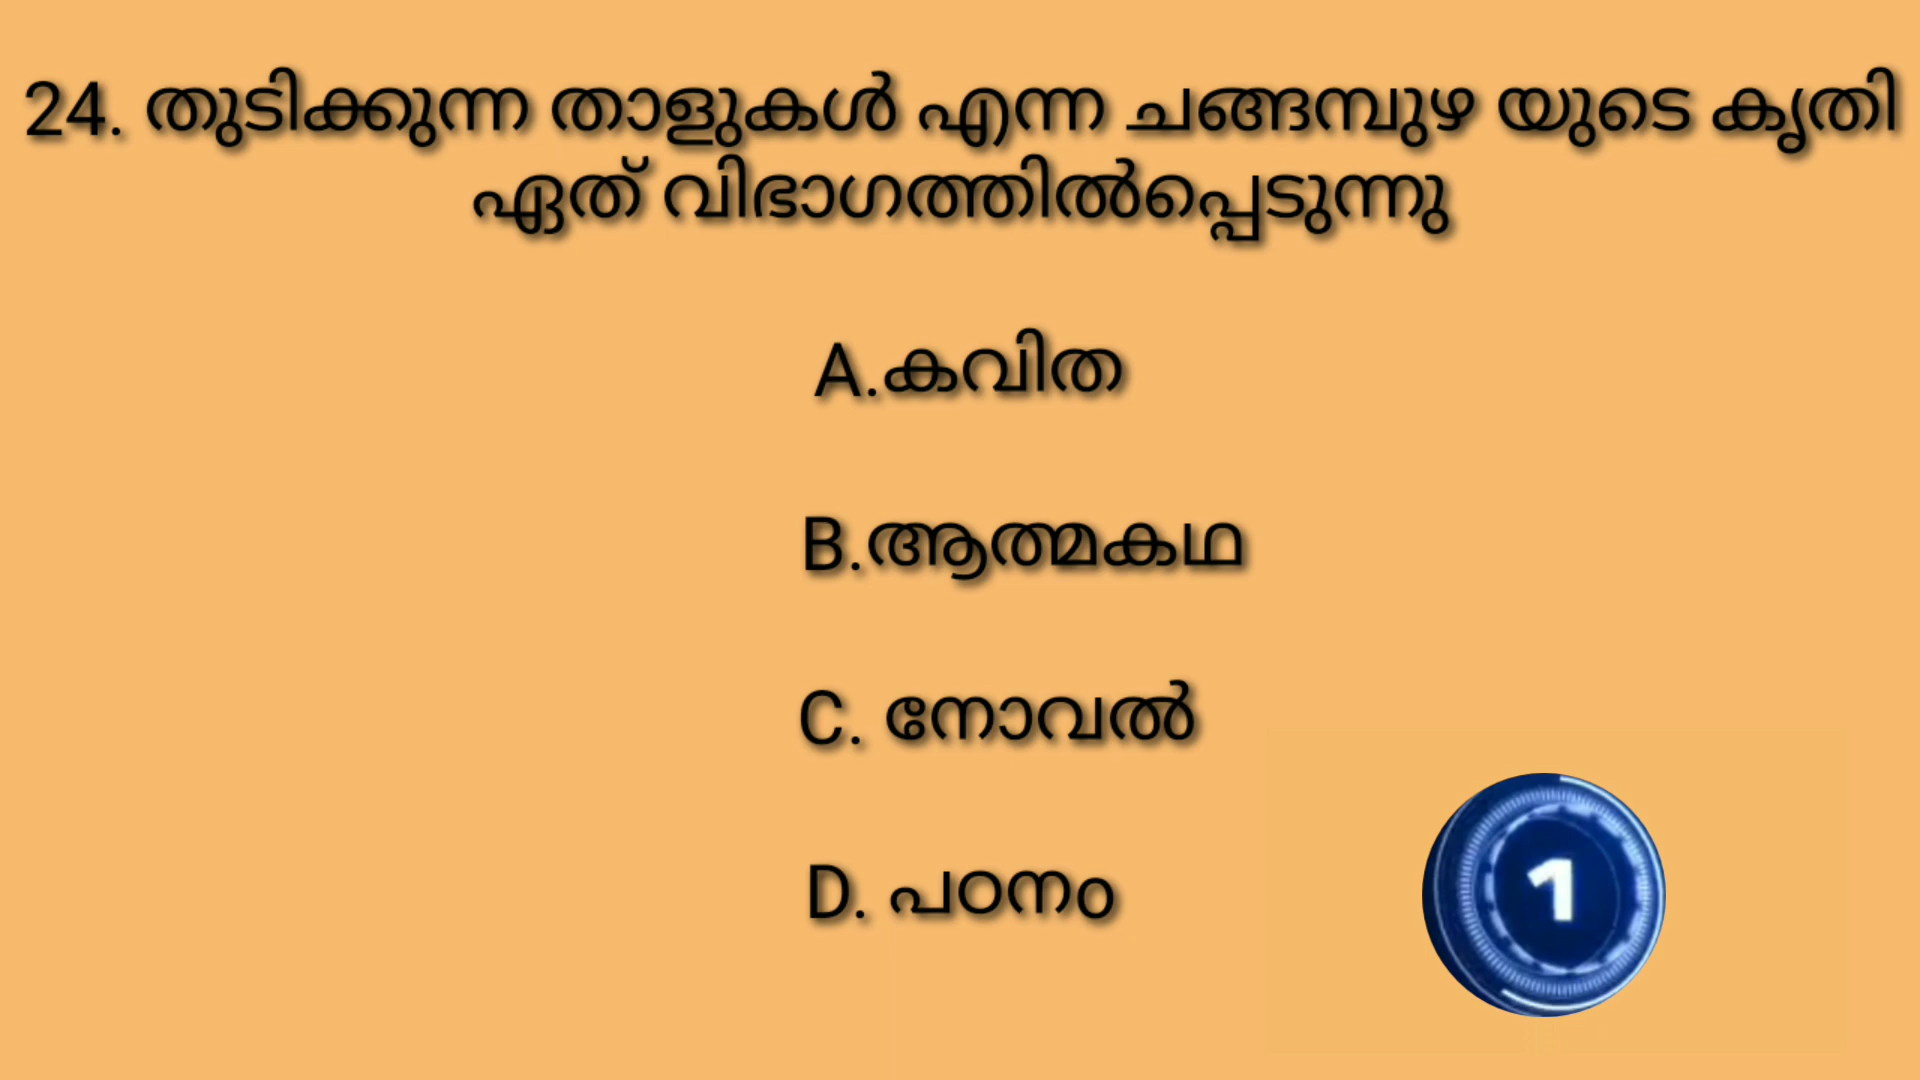 24. തുടിക്കുന്ന താളുകൾ എന്ന ചങ്ങമ്പുഴ യുടെ കൃതി
ഏത് വിഭാഗത്തിൽപ്പെടുന്നു
A.കവിത
B.ആത്മകഥ
C. നോവൽ
D. പഠനം
1